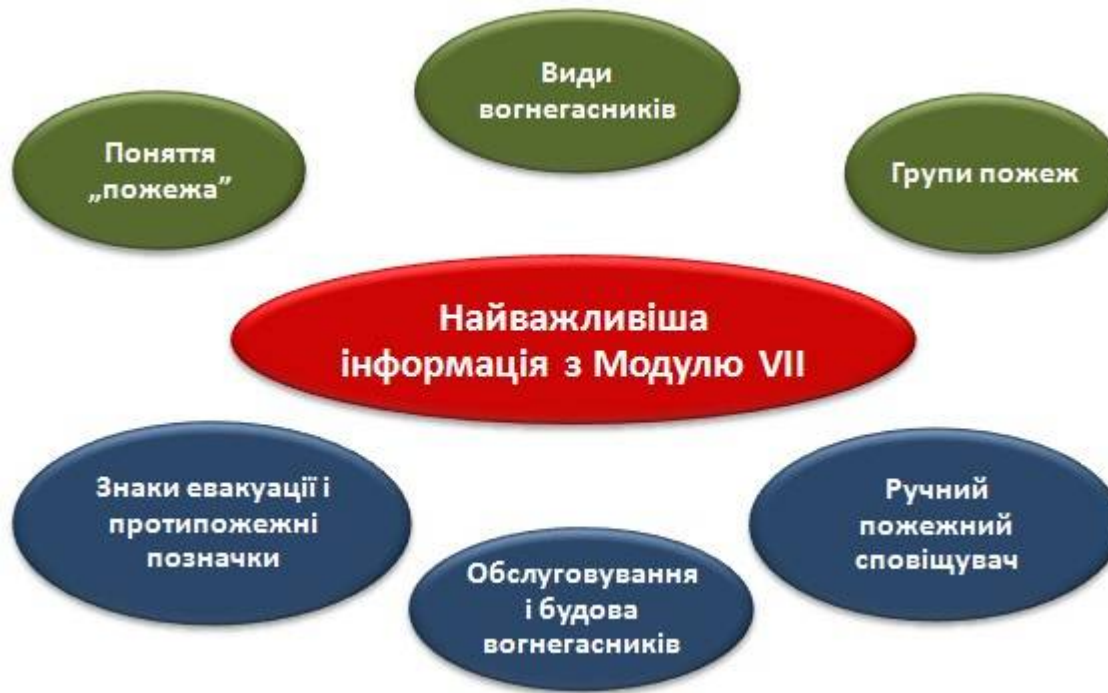 Види
вогнегасників
Поняття
„пожежа”
Групи пожеж
Найважливіша
інформація з Модулю VII
Знаки евакуації і
протипожежні
позначки
Обслуговування
і будова
вогнегасників
Ручний
пожежний
сповіщувач